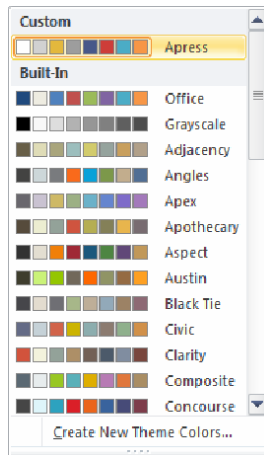 Custom
Apress
Built-In
Office
Grayscale
Adjacency
Angles
Apex
Apothecary
Aspect
Austin
Black Tie
Civic
Clarity
Composite
Concourse
Create New Theme Colors...